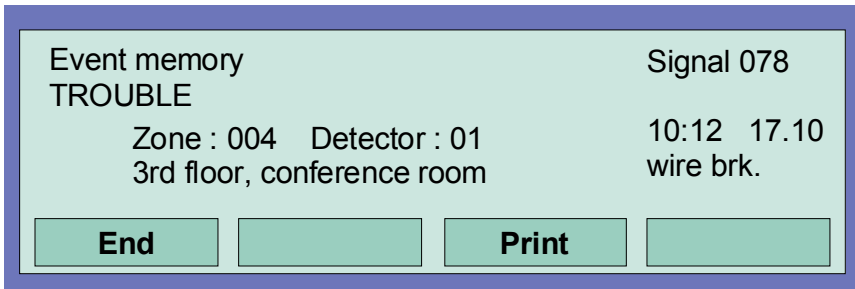 Event memory Signal 078
TROUBLE
Zone : 004 Detector : 01 10:12 17.10
3rd floor, conference room wire brk.
End Print